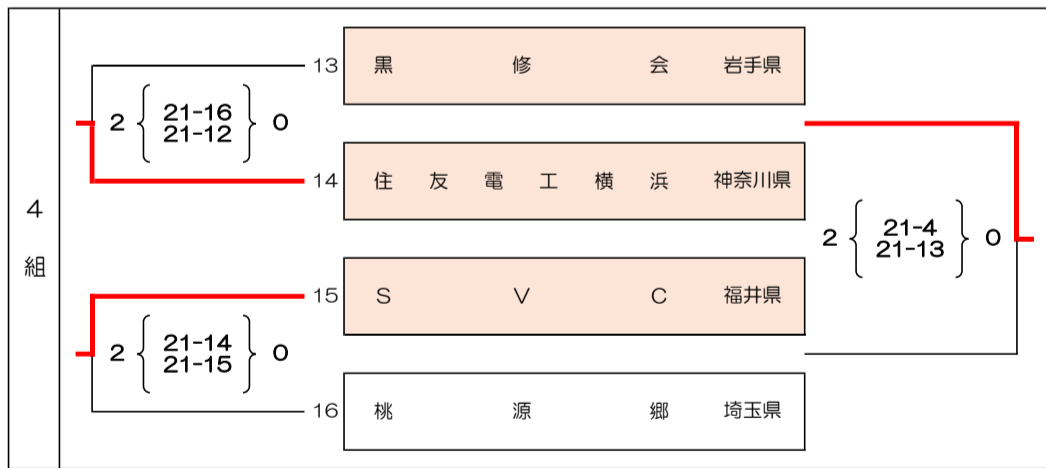 4
組
13 黒修会 岩手県
2 { 21-16 } 0
21-12
14 住友電工横浜 神奈川県
2 { 21-4 } 0
21-13
15 SVC 福井県
2 { 21-14 } 0
21-15
16 桃源郷 埼玉県